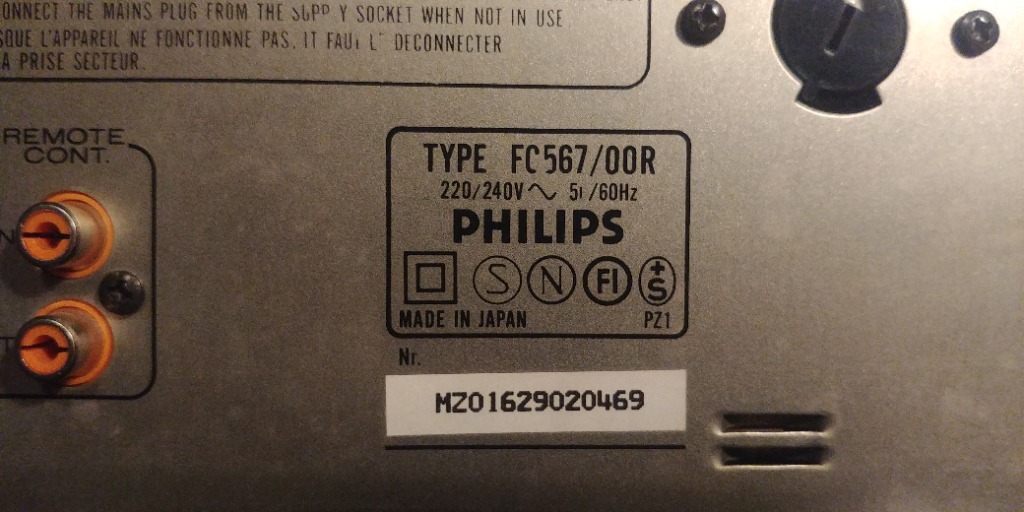 ONNECT THE MAINS PLUG FROM THE SUPP Y SOCKET WHEN NOT IN USE
SQUE L'APPAREIL NE FONCTIONNE PAS. IT FAUT L' DECONNECTER
A PRISE SECTEUR.
REMOTE
CONT.
N
T
TYPE FC567/00R
220/240V ~ 5 /60Hz
PHILIPS
S N FI +S
MADE IN JAPAN PZ1
Nr.
MZ01629020469